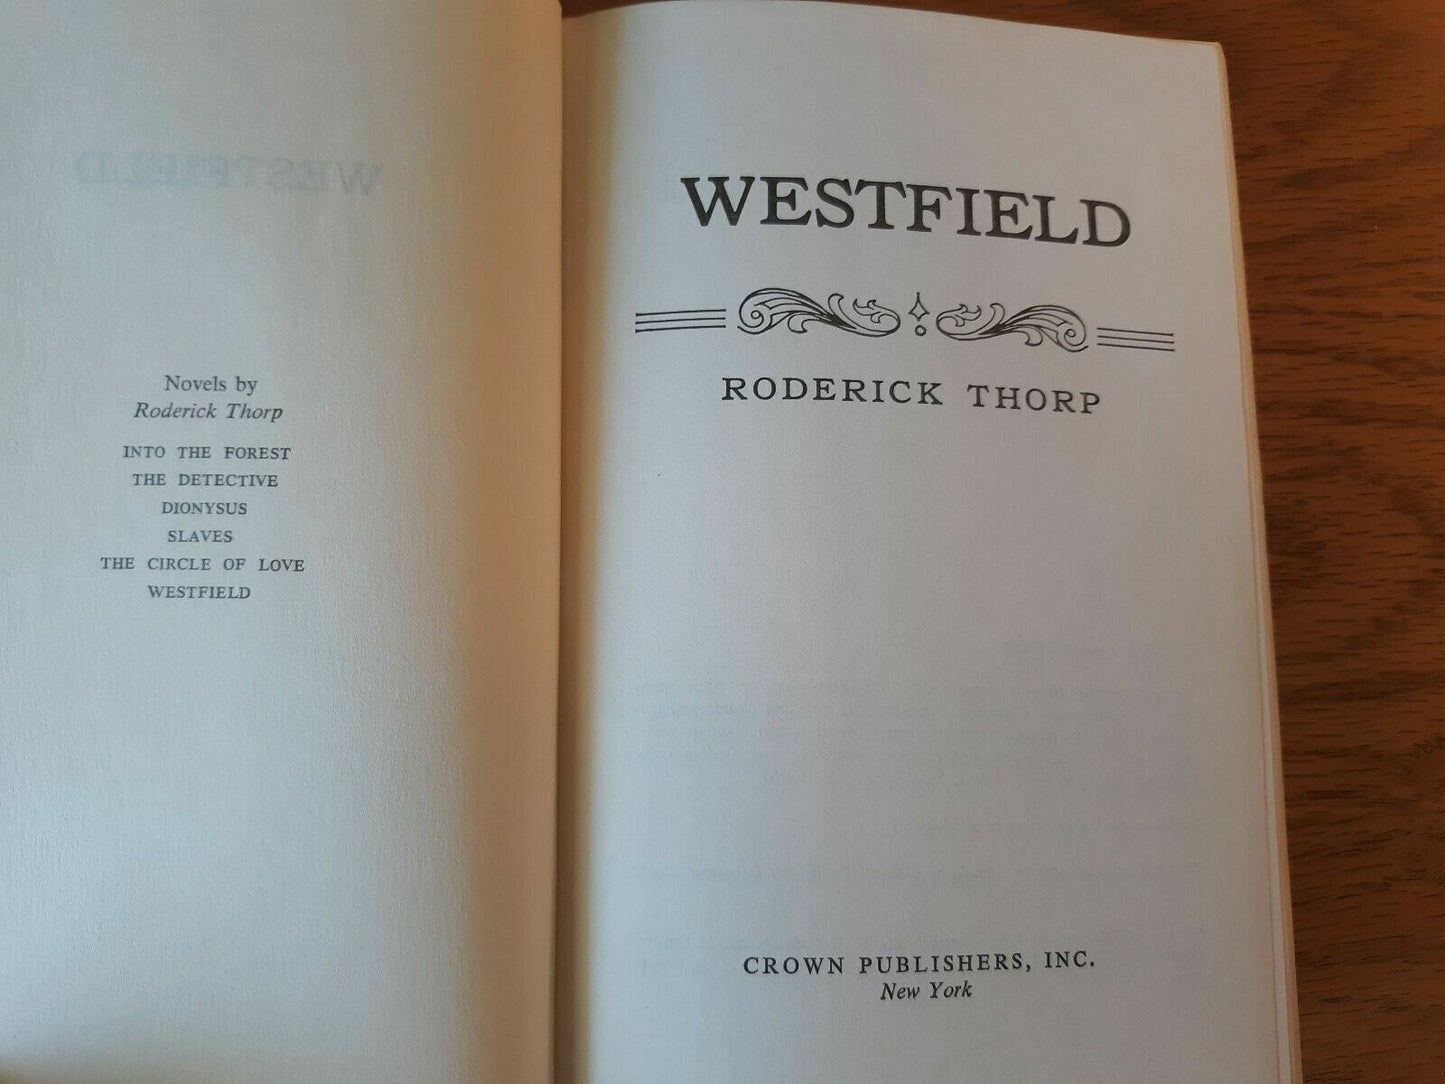 WESTFIELD
Novels by
Roderick Thorp
INTO THE FOREST
THE DETECTIVE
DIONYSUS
SLAVES
THE CIRCLE OF LOVE
WESTFIELD
WESTFIELD
RODERICK THORP
CROWN PUBLISHERS, INC.
New York